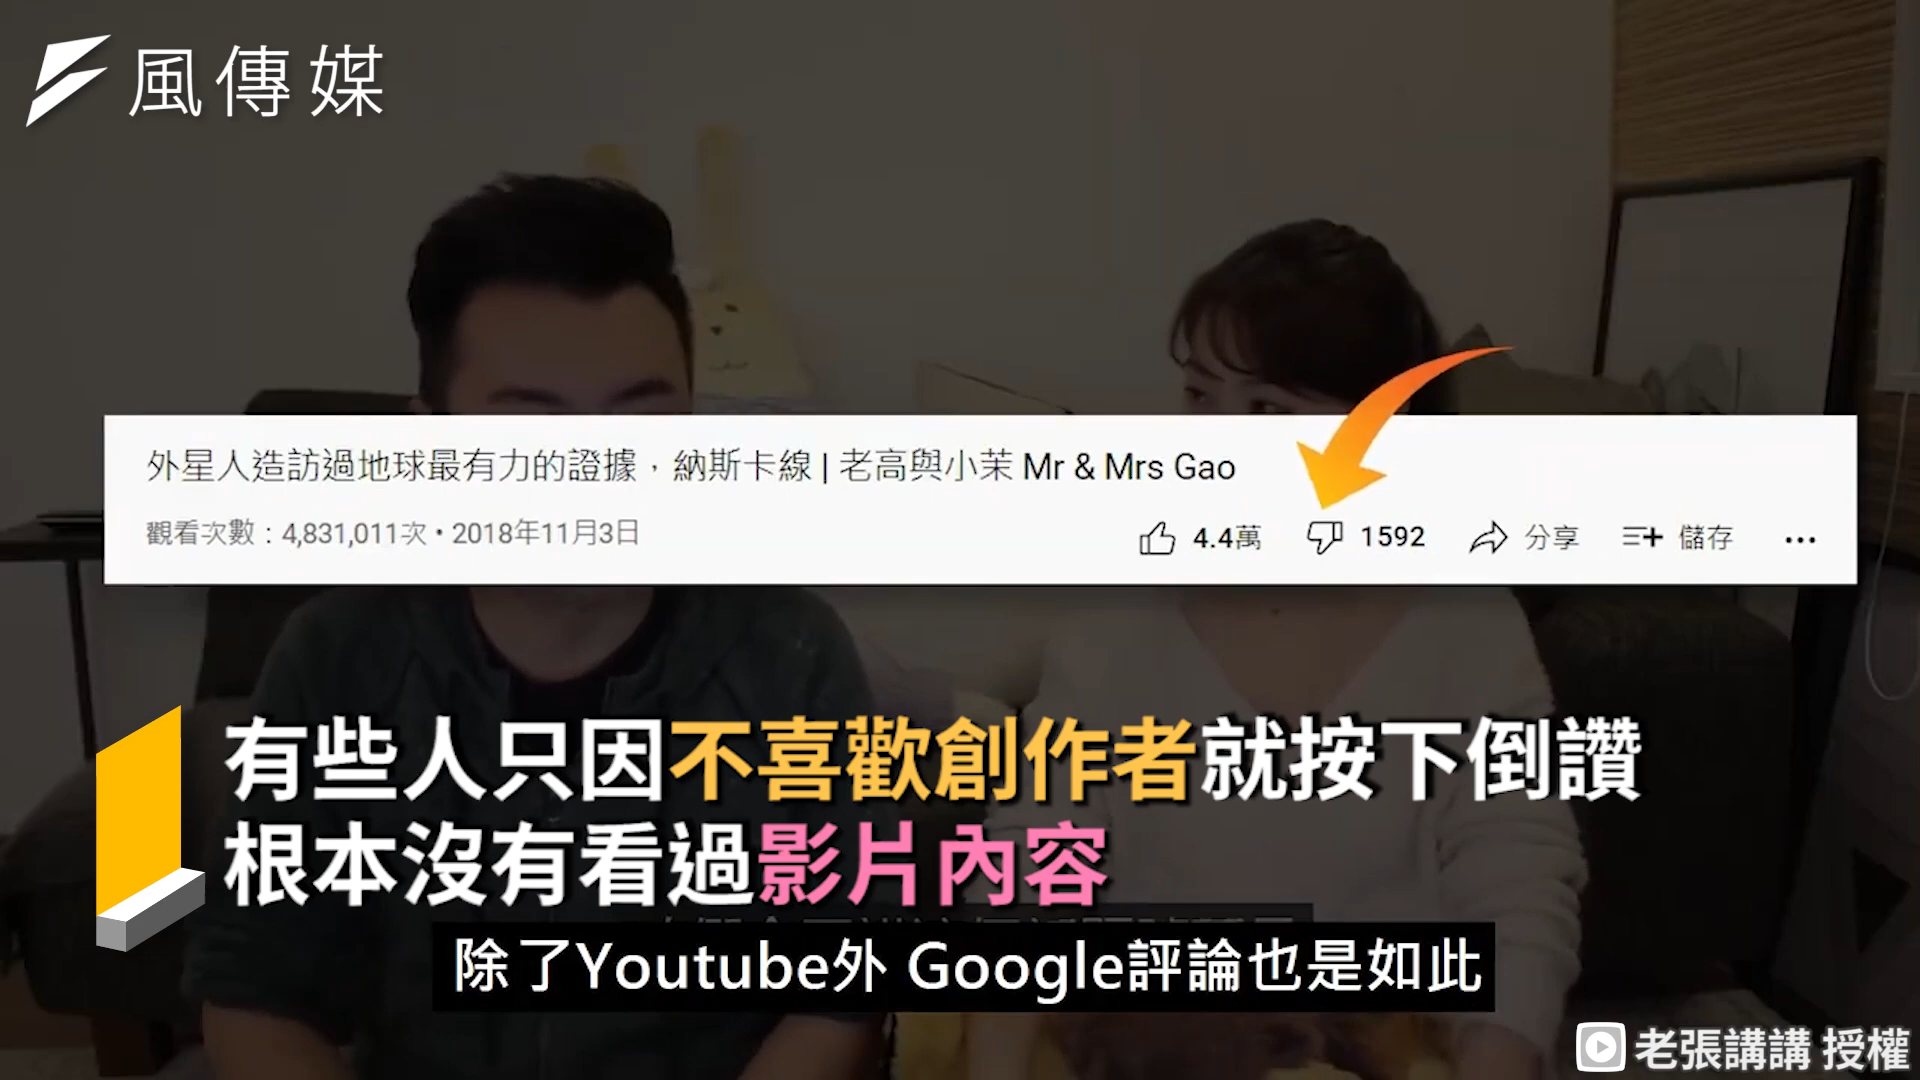 風傳媒
外星人造訪過地球最有力的證據，納斯卡線 | 老高與小茉 Mr & Mrs Gao
觀看次數：4,831,011次 • 2018年11月3日
4.4萬 1592 分享 儲存
有些人只因不喜歡創作者就按下倒讚
根本沒有看過影片內容
除了Youtube外 Google評論也是如此
老張講講 授權